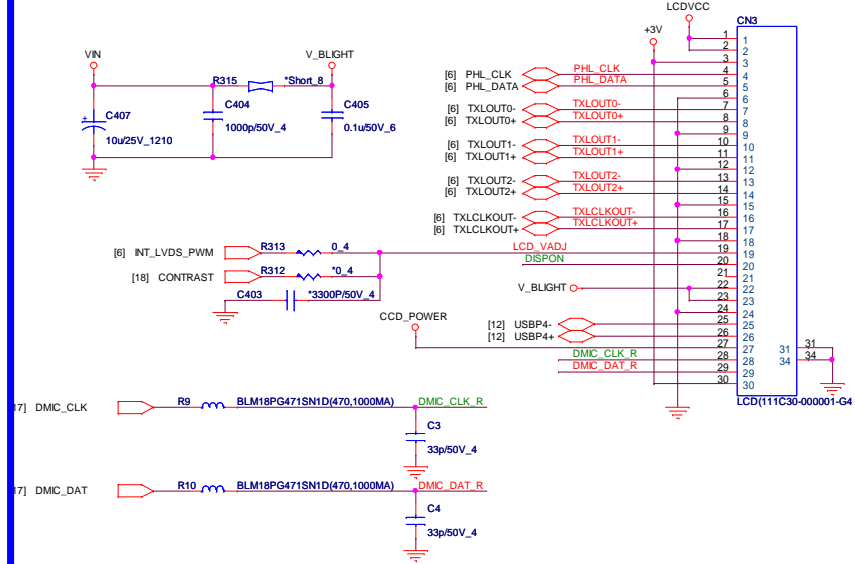 LCDVCC
CN3
+3V
VIN
V_BLIGHT
R315
*Short_8
C404
1000p/50V_4
C405
0.1u/50V_6
C407
+
10u/25V_1210
[6] PHL_CLK
PHL_CLK
[6] PHL_DATA
PHL_DATA
[6] TXLOUT0-
TXLOUT0-
[6] TXLOUT0+
TXLOUT0+
[6] TXLOUT1-
TXLOUT1-
[6] TXLOUT1+
TXLOUT1+
[6] TXLOUT2-
TXLOUT2-
[6] TXLOUT2+
TXLOUT2+
[6] TXLCLKOUT-
TXLCLKOUT-
[6] TXLCLKOUT+
TXLCLKOUT+
[6] INT_LVDS_PWM
R313
0_4
LCD_VADJ
DISPON
[18] CONTRAST
R312
*0_4
C403
*3300P/50V_4
V_BLIGHT
CCD_POWER
[12] USBP4-
[12] USBP4+
DMIC_CLK_R
DMIC_DAT_R
1 1
2 2
3 3
4 4
5 5
6 6
7 7
8 8
9 9
10 10
11 11
12 12
13 13
14 14
15 15
16 16
17 17
18 18
19 19
20 20
21 21
22 22
23 23
24 24
25 25
26 26
27 27
28 28
29 29
30 30
31 31
34 34
LCD(111C30-000001-G4
17] DMIC_CLK
R9
BLM18PG471SN1D(470,1000MA)
DMIC_CLK_R
C3
33p/50V_4
17] DMIC_DAT
R10
BLM18PG471SN1D(470,1000MA)
DMIC_DAT_R
C4
33p/50V_4